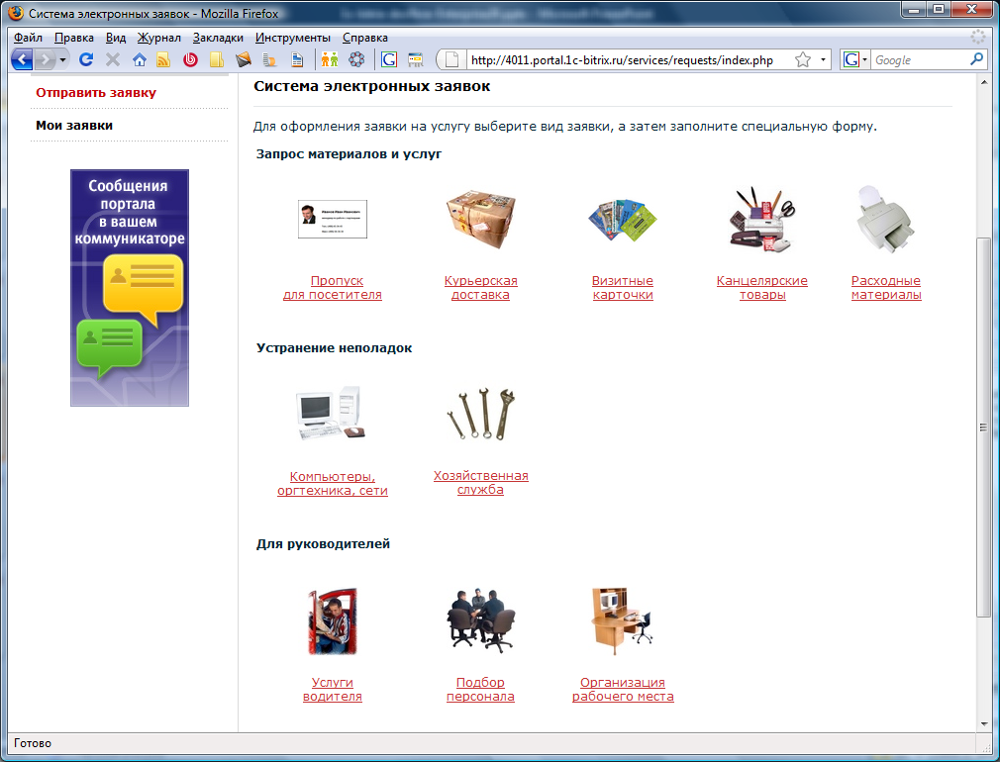 Система электронных заявок - Mozilla Firefox
Файл Правка Вид Журнал Закладки Инструменты Справка
http://4011.portal.1c-bitrix.ru/services/requests/index.php
Google
Отправить заявку
Мои заявки
Сообщения
портала
в вашем
коммуникаторе
Система электронных заявок
Для оформления заявки на услугу выберите вид заявки, а затем заполните специальную форму.
Запрос материалов и услуг
Пропуск
для посетителя
Курьерская
доставка
Визитные
карточки
Канцелярские
товары
Расходные
материалы
Устранение неполадок
Компьютеры,
оргтехника, сети
Хозяйственная
служба
Для руководителей
Услуги
водителя
Подбор
персонала
Организация
рабочего места
Готово